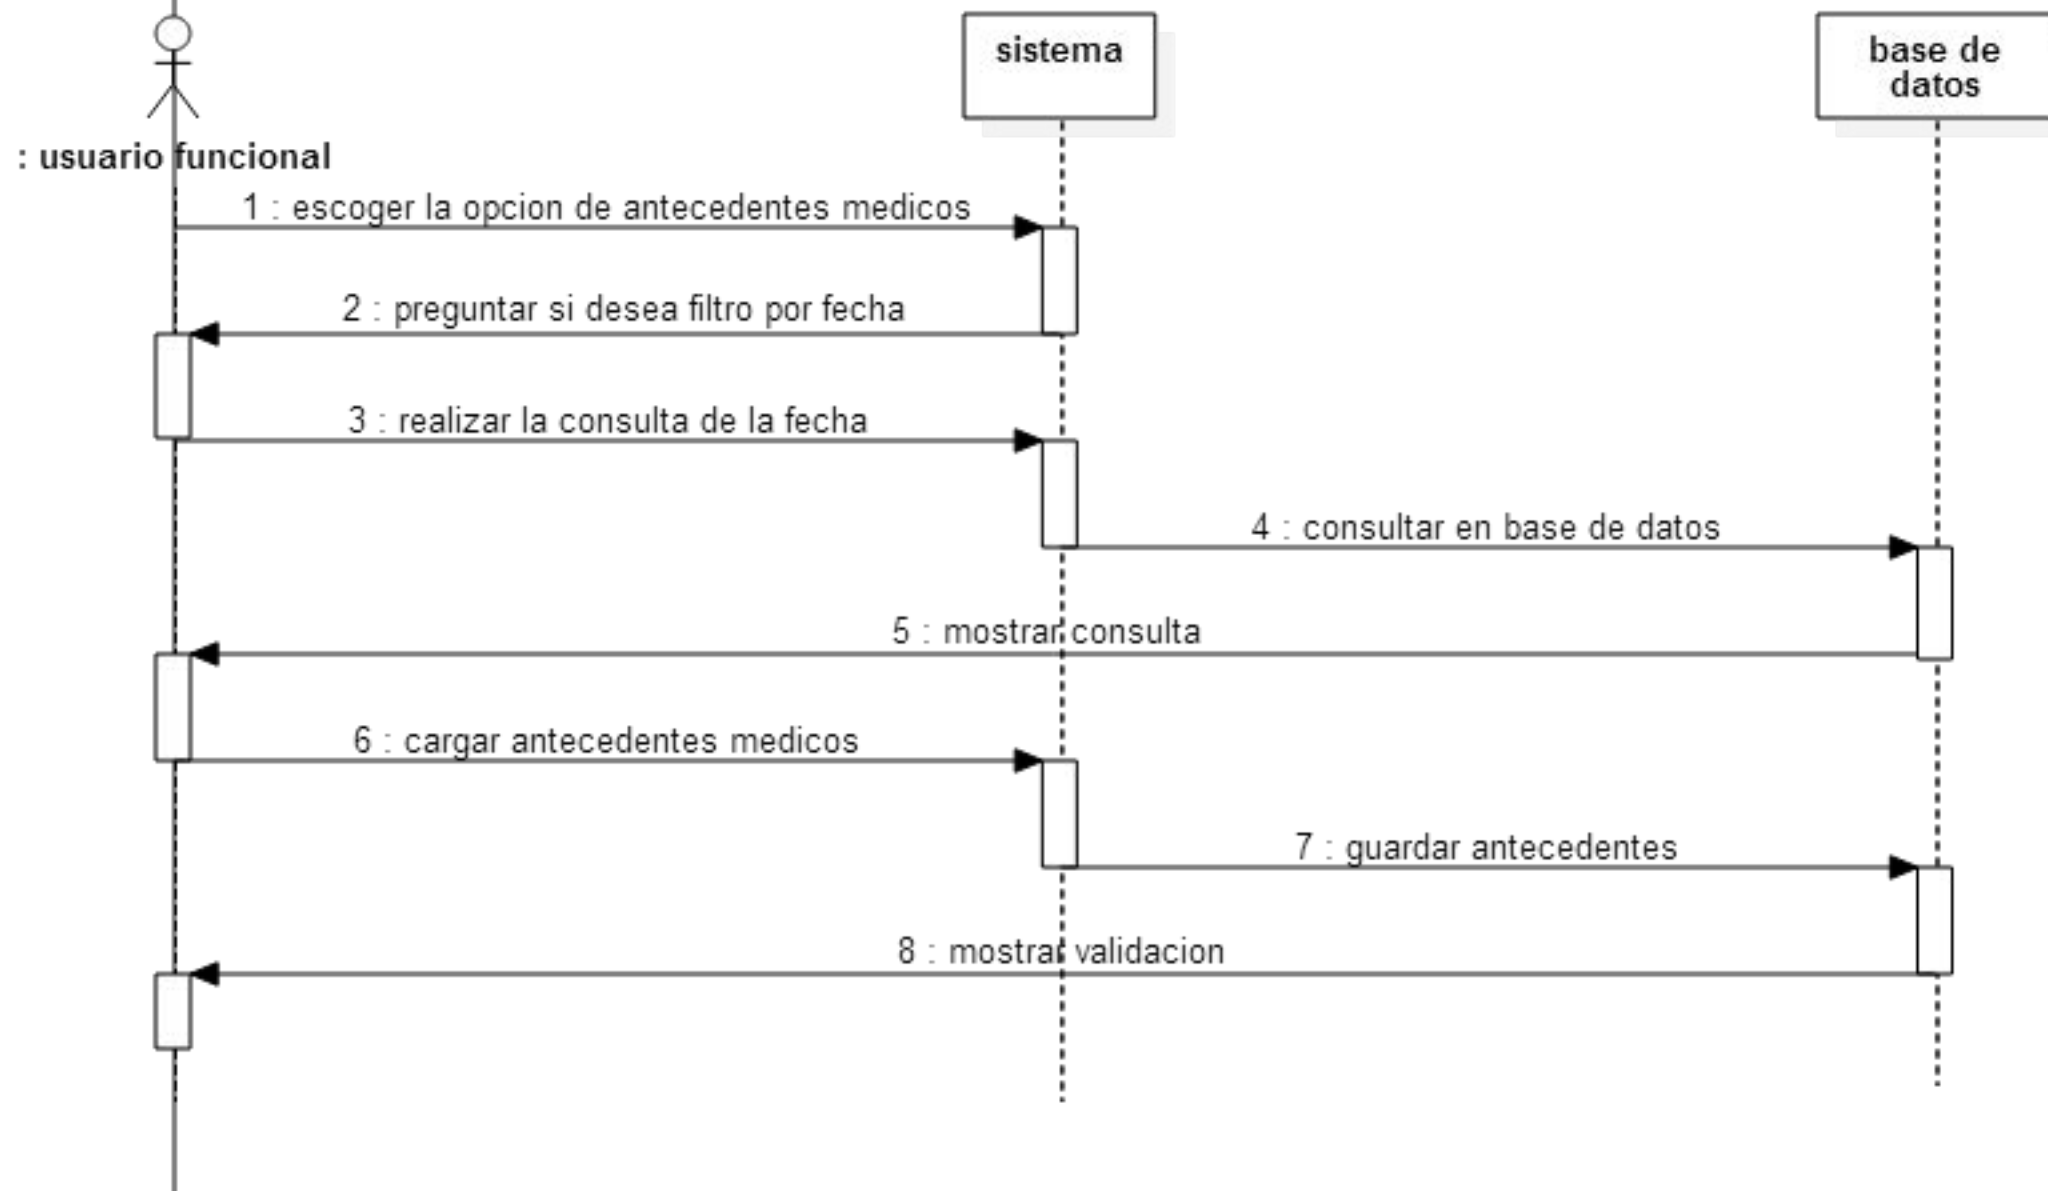 sistema
base de
datos
: usuario funcional
1 : escoger la opcion de antecedentes medicos
2 : preguntar si desea filtro por fecha
3 : realizar la consulta de la fecha
4 : consultar en base de datos
5 : mostrar consulta
6 : cargar antecedentes medicos
7 : guardar antecedentes
8 : mostrar validacion